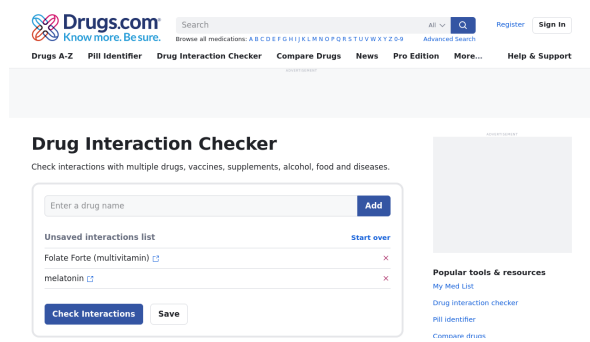 Drugs.com
Know more. Be sure.
Search All
Register Sign In
Browse all medications: A B C D E F G H I J K L M N O P Q R S T U V W X Y Z 0-9 Advanced Search
Drugs A-Z Pill Identifier Drug Interaction Checker Compare Drugs News Pro Edition More... Help & Support
ADVERTISEMENT
ADVERTISEMENT
Drug Interaction Checker
Check interactions with multiple drugs, vaccines, supplements, alcohol, food and diseases.
Enter a drug name Add
Unsaved interactions list Start over
Folate Forte (multivitamin)
melatonin
Check Interactions Save
Popular tools & resources
My Med List
Drug interaction checker
Pill identifier
Compare drugs